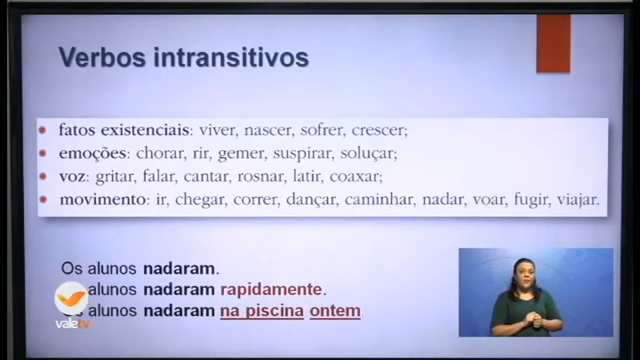 Verbos intransitivos
fatos existenciais: viver, nascer, sofrer, crescer;
emoções: chorar, rir, gemer, suspirar, soluçar;
voz: gritar, falar, cantar, rosnar, latir, coaxar;
movimento: ir, chegar, correr, dançar, caminhar, nadar, voar, fugir, viajar.
Os alunos nadaram.
alunos nadaram rapidamente.
alunos nadaram na piscina ontem
valetv